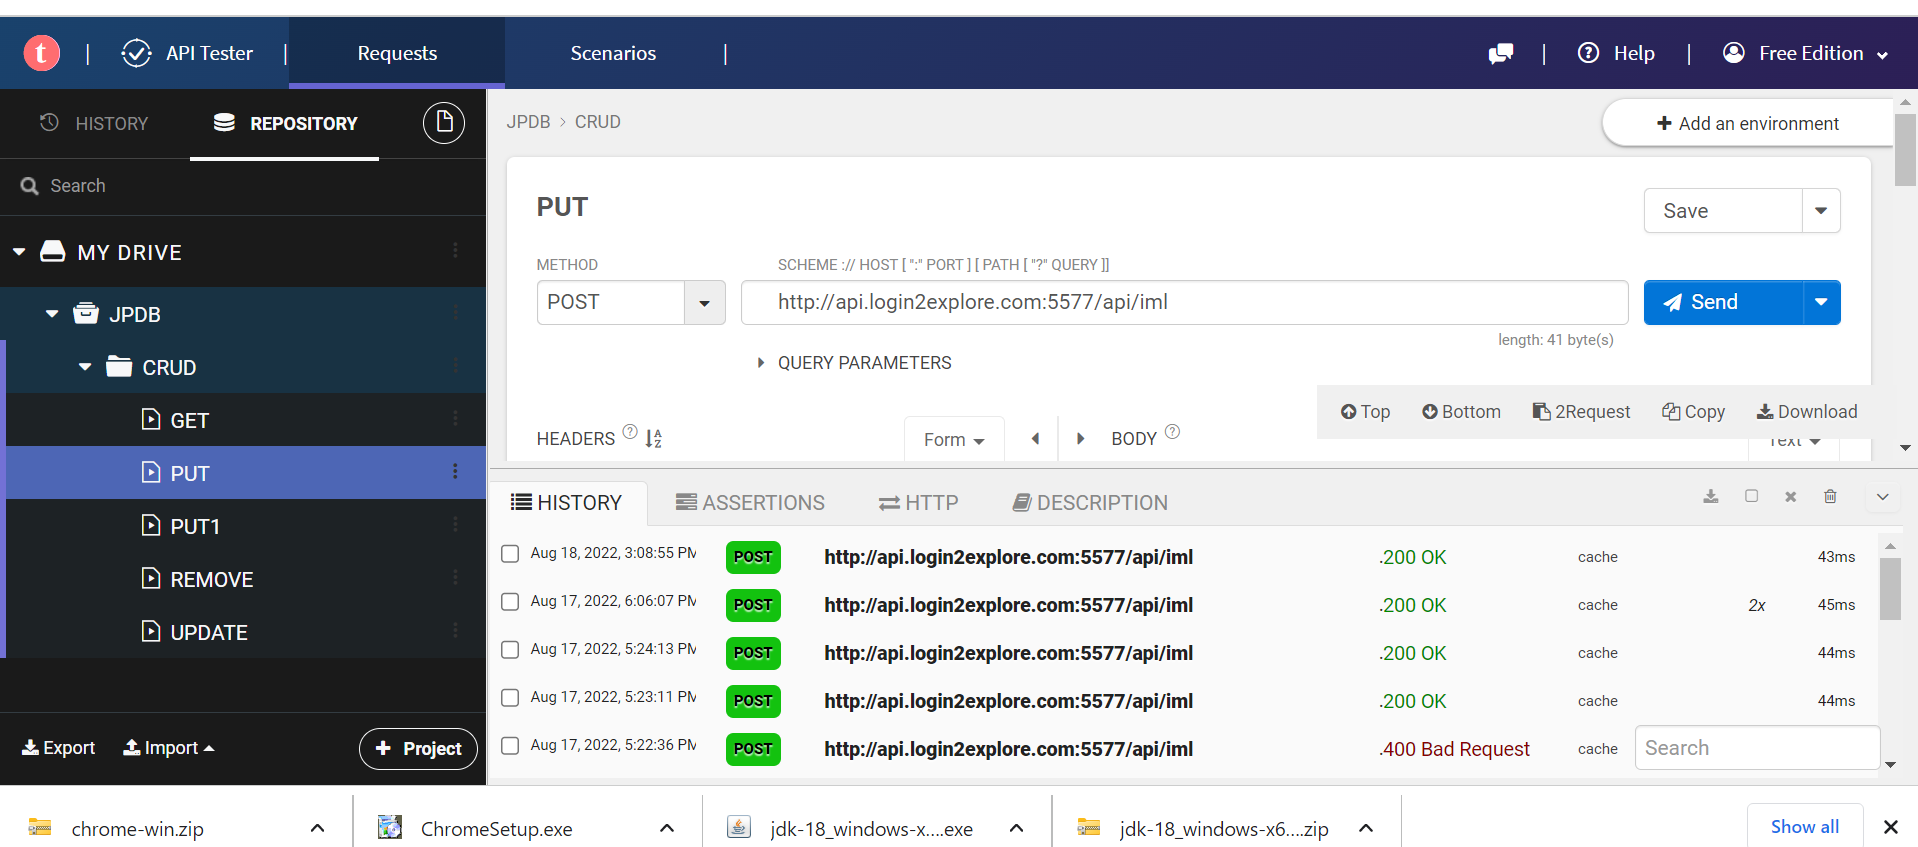 t | API Tester | Requests Scenarios | | Help | Free Edition
HISTORY REPOSITORY
Search
MY DRIVE
JPDB
CRUD
GET
PUT
PUT1
REMOVE
UPDATE
Export Import + Project
JPDB > CRUD
+ Add an environment
PUT
Save
METHOD SCHEME :// HOST [ ":" PORT ] [ PATH [ "?" QUERY ]]
POST http://api.login2explore.com:5577/api/iml Send
length: 41 byte(s)
QUERY PARAMETERS
Top Bottom 2Request Copy Download
HEADERS ? Form BODY ? Text
HISTORY ASSERTIONS HTTP DESCRIPTION
Aug 18, 2022, 3:08:55 PM POST http://api.login2explore.com:5577/api/iml .200 OK cache 43ms
Aug 17, 2022, 6:06:07 PM POST http://api.login2explore.com:5577/api/iml .200 OK cache 2x 45ms
Aug 17, 2022, 5:24:13 PM POST http://api.login2explore.com:5577/api/iml .200 OK cache 44ms
Aug 17, 2022, 5:23:11 PM POST http://api.login2explore.com:5577/api/iml .200 OK cache 44ms
Aug 17, 2022, 5:22:36 PM POST http://api.login2explore.com:5577/api/iml .400 Bad Request cache Search
chrome-win.zip ChromeSetup.exe jdk-18_windows-x....exe jdk-18_windows-x6....zip Show all